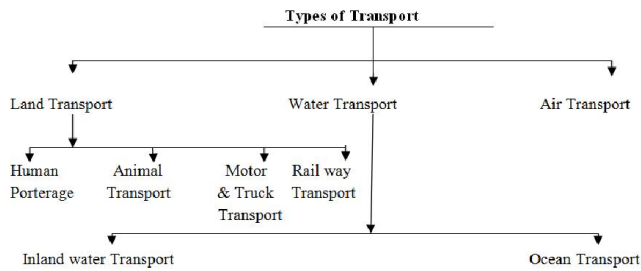 Types of Transport
Land Transport
Water Transport
Air Transport
Human
Porterage
Animal
Transport
Motor
& Truck
Transport
Rail way
Transport
Inland water Transport
Ocean Transport